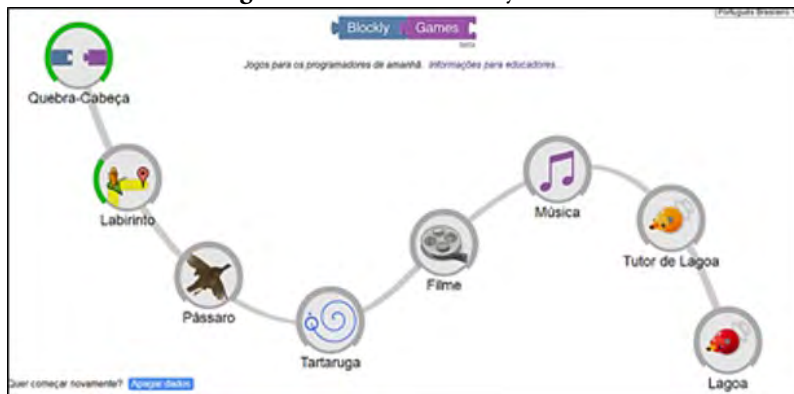 Português Brasileiro
Blockly Games
beta
Jogos para os programadores de amanhã. Informações para educadores...
Quebra-Cabeça
Labirinto
Pássaro
Tartaruga
Filme
Música
Tutor de Lagoa
Lagoa
Quer começar novamente? Apagar dados